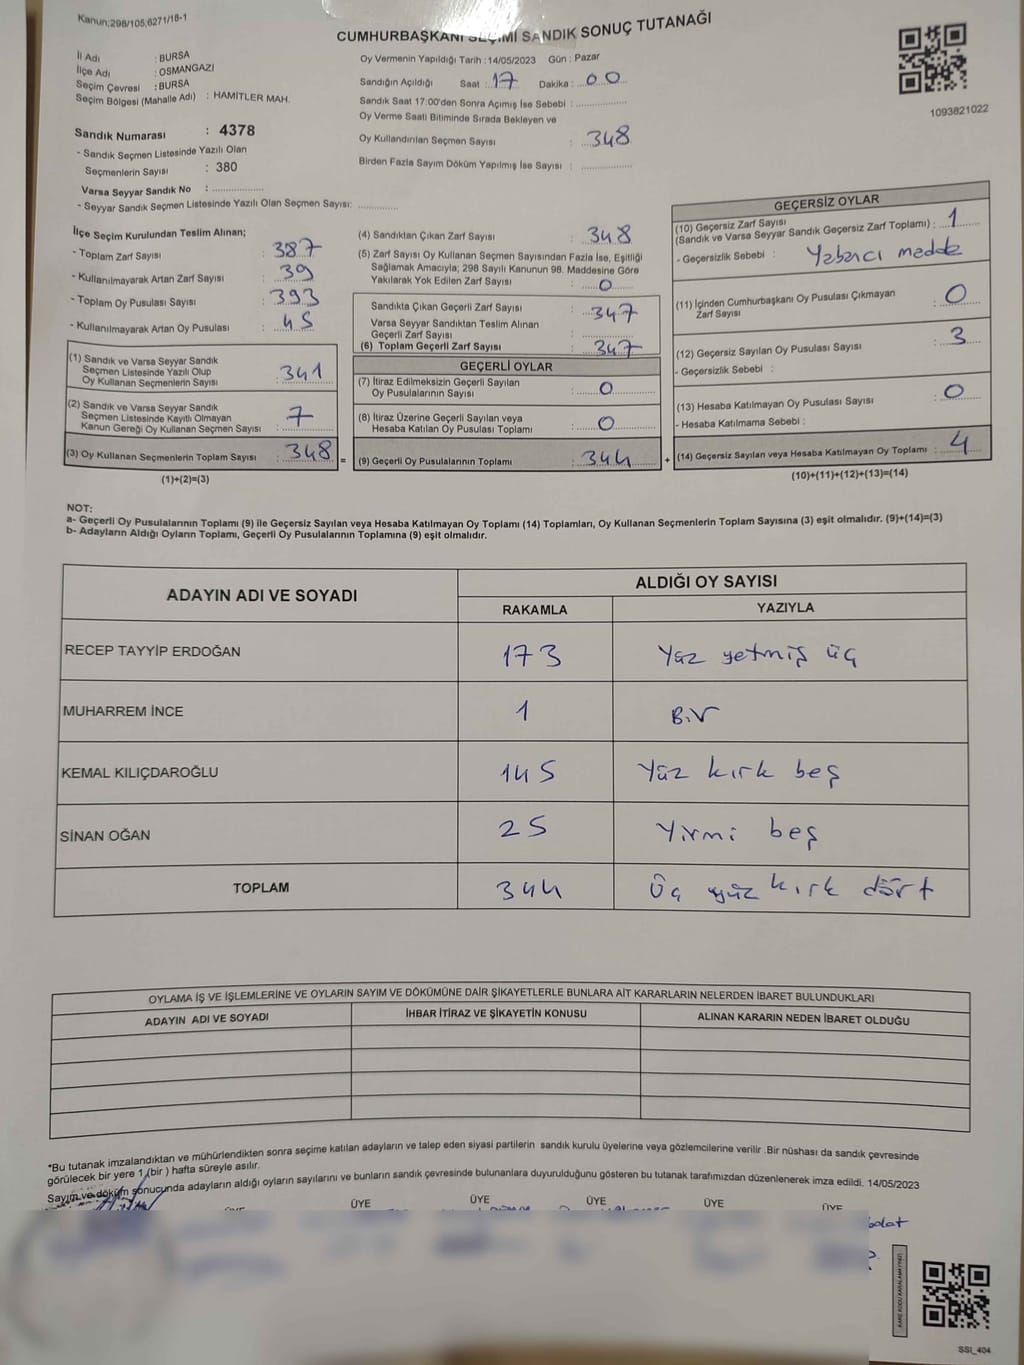 Kanun;298/105,6271/18-1
CUMHURBAŞKANI SEÇİMİ SANDIK SONUÇ TUTANAĞI
İl Adı : BURSA
İlçe Adı : OSMANGAZİ
Seçim Çevresi : BURSA
Seçim Bölgesi (Mahalle Adı) : HAMİTLER MAH.
Sandık Numarası : 4378
- Sandık Seçmen Listesinde Yazılı Olan
Seçmenlerin Sayısı : 380
Varsa Seyyar Sandık No : ..................
- Seyyar Sandık Seçmen Listesinde Yazılı Olan Seçmen Sayısı: .............
Oy Vermenin Yapıldığı Tarih : 14/05/2023 Gün : Pazar
Sandığın Açıldığı Saat : 17 Dakika : 00
Sandık Saat 17:00'den Sonra Açımış İse Sebebi : ................
Oy Verme Saati Bitiminde Sırada Bekleyen ve
Oy Kullandırılan Seçmen Sayısı : 348
Birden Fazla Sayım Döküm Yapılmış İse Sayısı : ................
1093821022
İlçe Seçim Kurulundan Teslim Alınan;
- Toplam Zarf Sayısı : 387
- Kullanılmayarak Artan Zarf Sayısı : 39
- Toplam Oy Pusulası Sayısı : 393
- Kullanılmayarak Artan Oy Pusulası : 45
(1) Sandık ve Varsa Seyyar Sandık
Seçmen Listesinde Yazılı Olup
Oy Kullanan Seçmenlerin Sayısı : 341
(2) Sandık ve Varsa Seyyar Sandık
Seçmen Listesinde Kayıtlı Olmayan
Kanun Gereği Oy Kullanan Seçmen Sayısı : 7
(3) Oy Kullanan Seçmenlerin Toplam Sayısı : 348 =
(1)+(2)=(3)
(4) Sandıktan Çıkan Zarf Sayısı : 348
(5) Zarf Sayısı Oy Kullanan Seçmen Sayısından Fazla İse, Eşitliği
Sağlamak Amacıyla; 298 Sayılı Kanunun 98. Maddesine Göre
Yakılarak Yok Edilen Zarf Sayısı : 0
Sandıkta Çıkan Geçerli Zarf Sayısı : 347
Varsa Seyyar Sandıktan Teslim Alınan
Geçerli Zarf Sayısı : ............
(6) Toplam Geçerli Zarf Sayısı : 347
GEÇERLİ OYLAR
(7) İtiraz Edilmeksizin Geçerli Sayılan
Oy Pusulalarının Sayısı : 0
(8) İtiraz Üzerine Geçerli Sayılan veya
Hesaba Katılan Oy Pusulası Toplamı : 0
(9) Geçerli Oy Pusulalarının Toplamı : 344 +
GEÇERSİZ OYLAR
(10) Geçersiz Zarf Sayısı
(Sandık ve Varsa Seyyar Sandık Geçersiz Zarf Toplamı) : 1
- Geçersizlik Sebebi : Yabancı madde
(11) İçinden Cumhurbaşkanı Oy Pusulası Çıkmayan
Zarf Sayısı : 0
(12) Geçersiz Sayılan Oy Pusulası Sayısı : 3
- Geçersizlik Sebebi :
(13) Hesaba Katılmayan Oy Pusulası Sayısı : 0
- Hesaba Katılmama Sebebi :
(14) Geçersiz Sayılan veya Hesaba Katılmayan Oy Toplamı : 4
(10)+(11)+(12)+(13)=(14)
NOT:
a- Geçerli Oy Pusulalarının Toplamı (9) ile Geçersiz Sayılan veya Hesaba Katılmayan Oy Toplamı (14) Toplamları, Oy Kullanan Seçmenlerin Toplam Sayısına (3) eşit olmalıdır. (9)+(14)=(3)
b- Adayların Aldığı Oyların Toplamı, Geçerli Oy Pusulalarının Toplamına (9) eşit olmalıdır.
ADAYIN ADI VE SOYADI ALDIĞI OY SAYISI
RAKAMLA YAZIYLA
RECEP TAYYİP ERDOĞAN 173 Yüz yetmiş üç
MUHARREM İNCE 1 Bir
KEMAL KILIÇDAROĞLU 145 Yüz kırk beş
SİNAN OĞAN 25 Yirmi beş
TOPLAM 344 Üç yüz kırk dört
OYLAMA İŞ VE İŞLEMLERİNE VE OYLARIN SAYIM VE DÖKÜMÜNE DAİR ŞİKAYETLERLE BUNLARA AİT KARARLARIN NELERDEN İBARET BULUNDUKLARI
ADAYIN ADI VE SOYADI İHBAR İTİRAZ VE ŞİKAYETİN KONUSU ALINAN KARARIN NEDEN İBARET OLDUĞU
*Bu tutanak imzalandıktan ve mühürlendikten sonra seçime katılan adayların ve talep eden siyasi partilerin sandık kurulu üyelerine veya gözlemcilerine verilir .Bir nüshası da sandık çevresinde
görülecek bir yere 1 (bir ) hafta süreyle asılır.
Sayım ve döküm sonucunda adayların aldığı oyların sayılarını ve bunların sandık çevresinde bulunanlara duyurulduğunu gösteren bu tutanak tarafımızdan düzenlenerek imza edildi. 14/05/2023
ÜYE ÜYE ÜYE ÜYE ÜYE ÜYE
SSI_404